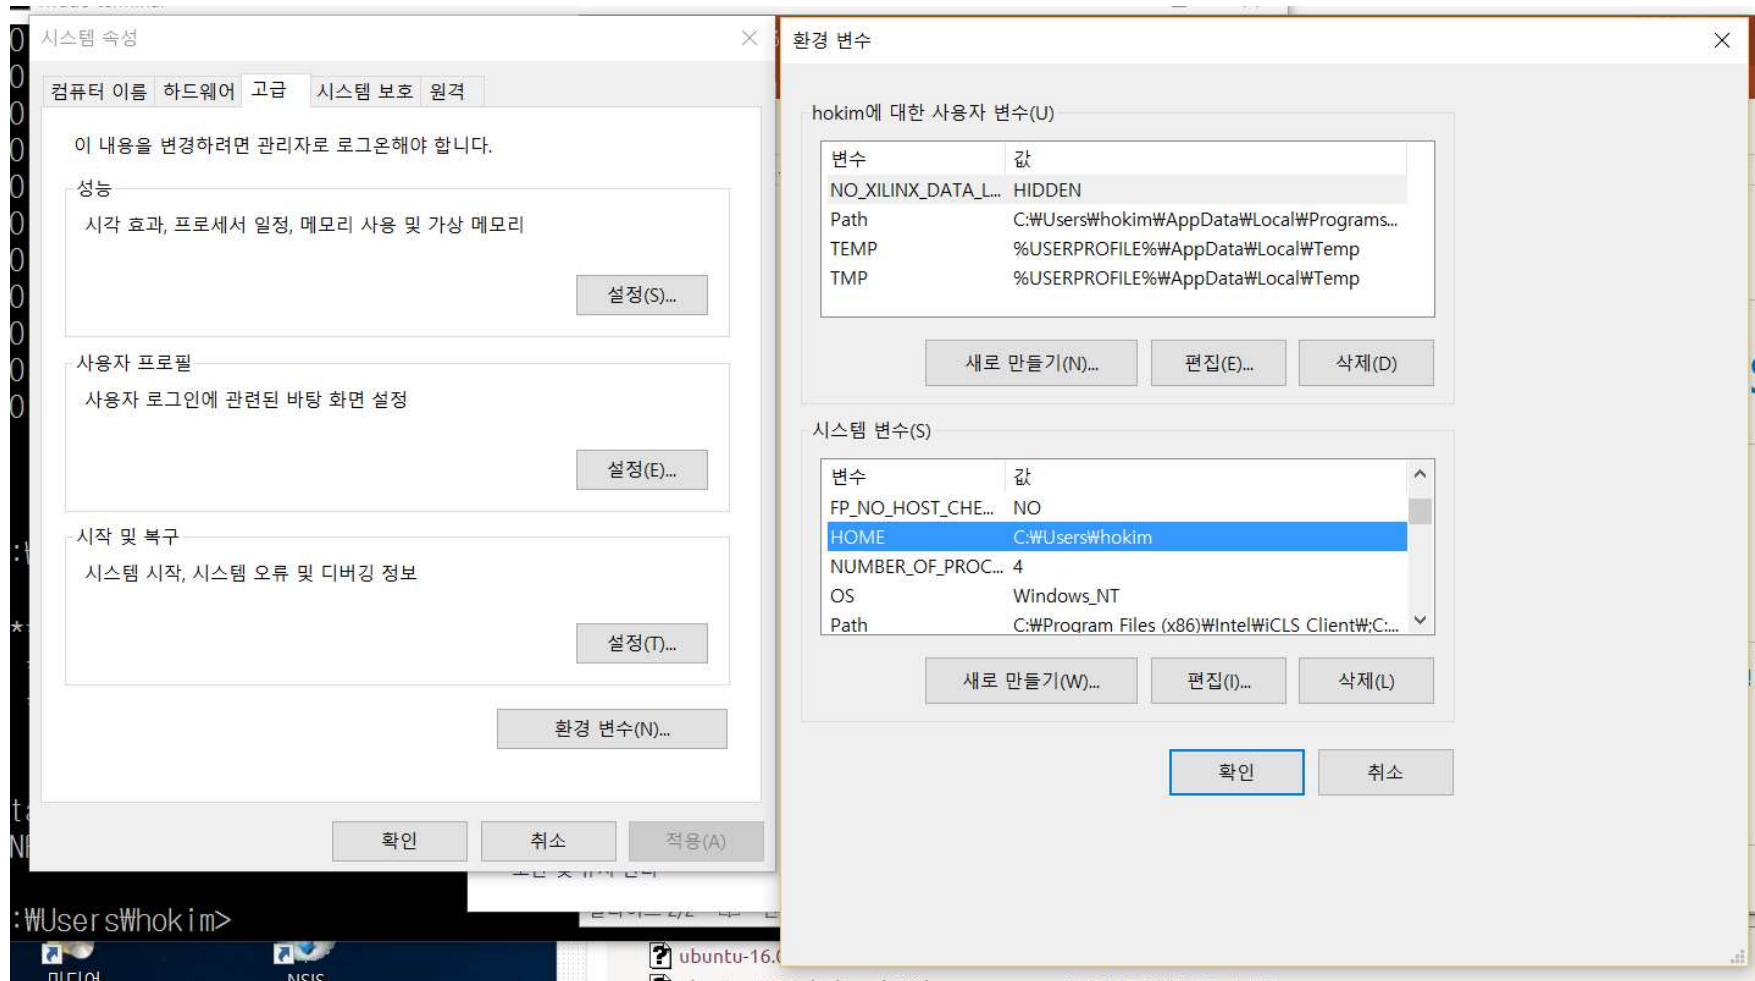 시스템 속성
컴퓨터 이름 하드웨어 고급 시스템 보호 원격
이 내용을 변경하려면 관리자로 로그온해야 합니다.
성능
시각 효과, 프로세서 일정, 메모리 사용 및 가상 메모리
설정(S)...
사용자 프로필
사용자 로그인에 관련된 바탕 화면 설정
설정(E)...
시작 및 복구
시스템 시작, 시스템 오류 및 디버깅 정보
설정(T)...
환경 변수(N)...
확인 취소 적용(A)
환경 변수
hokim에 대한 사용자 변수(U)
변수 값
NO_XILINX_DATA_L... HIDDEN
Path C:₩Users₩hokim₩AppData₩Local₩Programs...
TEMP %USERPROFILE%₩AppData₩Local₩Temp
TMP %USERPROFILE%₩AppData₩Local₩Temp
새로 만들기(N)... 편집(E)... 삭제(D)
시스템 변수(S)
변수 값
FP_NO_HOST_CHE... NO
HOME C:₩Users₩hokim
NUMBER_OF_PROC... 4
OS Windows_NT
Path C:₩Program Files (x86)₩Intel₩iCLS Client₩;C:...
새로 만들기(W)... 편집(I)... 삭제(L)
확인 취소
:₩Users₩hokim>
미디어 NSIS
ubuntu-16.0